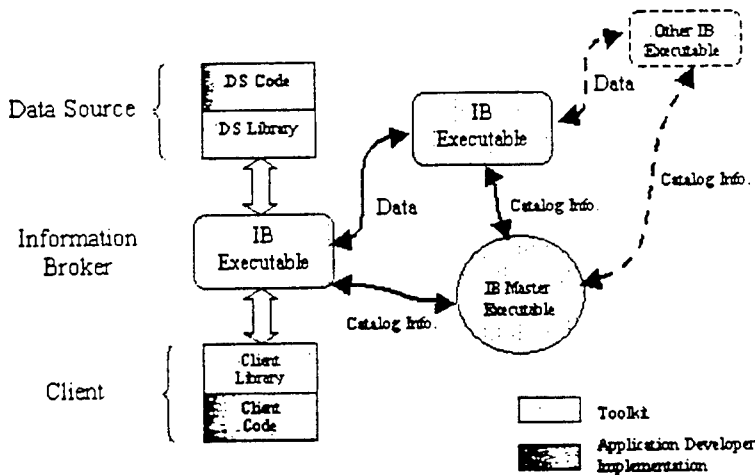 Other IB
Executable
Data Source
DS Code
DS Library
Data
IB
Executable
Catalog Info.
Catalog Info.
Data
Information
Broker
IB
Executable
IB Master
Executable
Catalog Info.
Client
Client
Library
Client
Code
Toolkit
Application Developer
Implementation